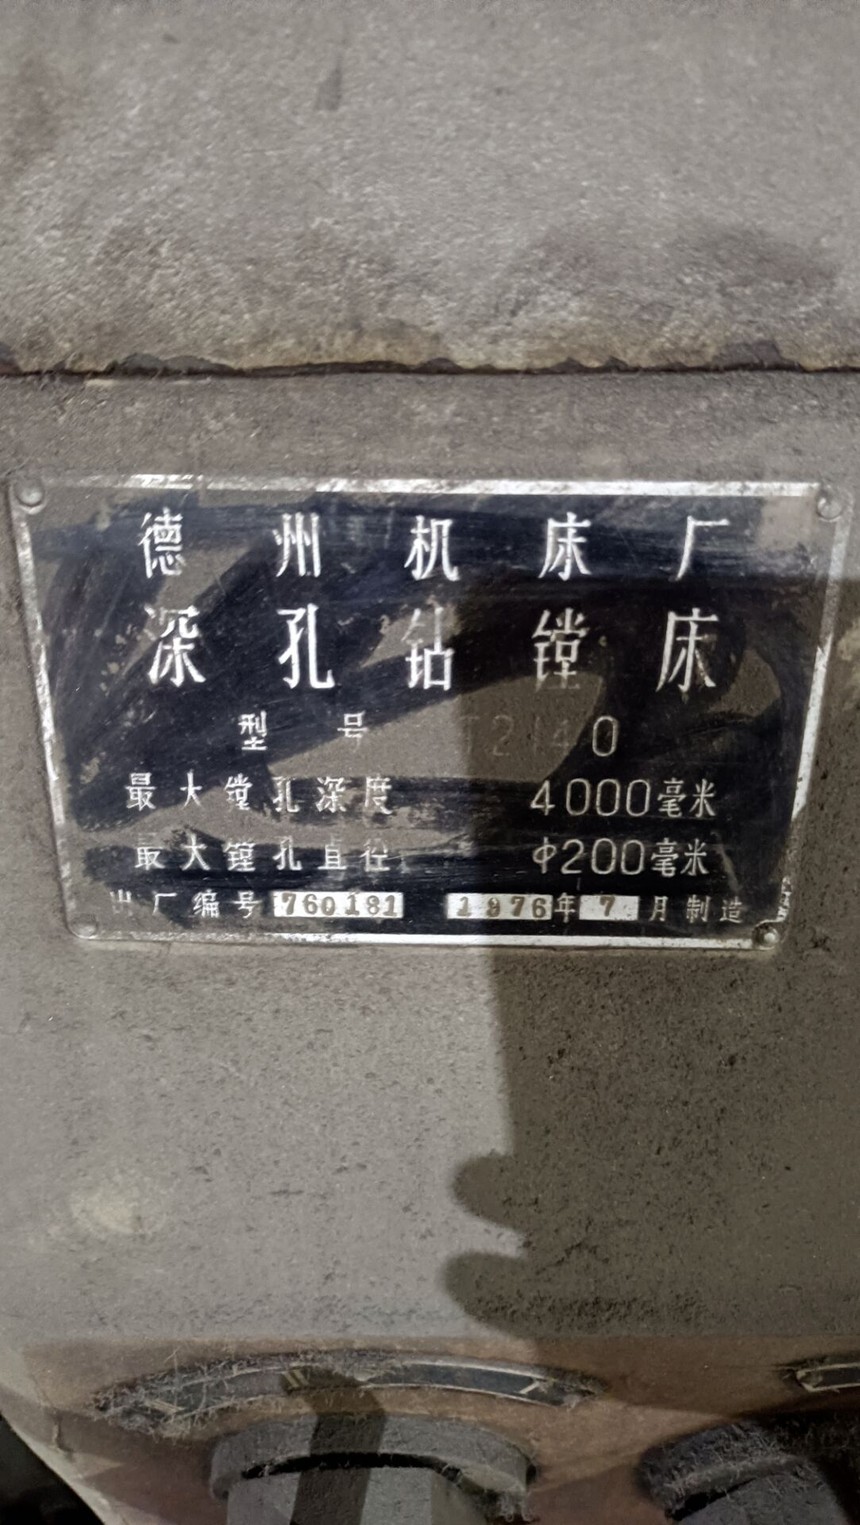 德州机床厂
深孔钻镗床
型号 T2140
最大镗孔深度 4000毫米
最大镗孔直径 Φ200毫米
出厂编号 760181 1976年7月制造